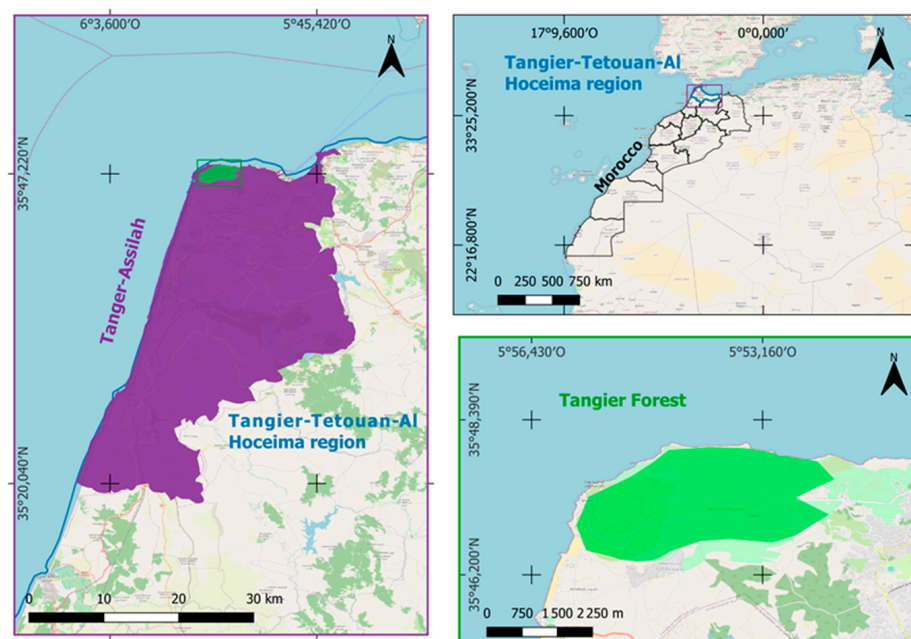 6°3,600’O
5°45,420’O
N
35°47,220’N
Tanger-Assilah
Tangier-Tetouan-Al
Hoceima region
35°20,040’N
0
10
20
30 km
17°9,600’O
0°0,000’
N
Tangier-Tetouan-Al
Hoceima region
33°25,200’N
Morocco
22°16,800’N
0 250 500 750 km
5°56,430’O
5°53,160’O
N
Tangier Forest
35°48,390’N
35°46,200’N
0 750 1 500 2 250 m